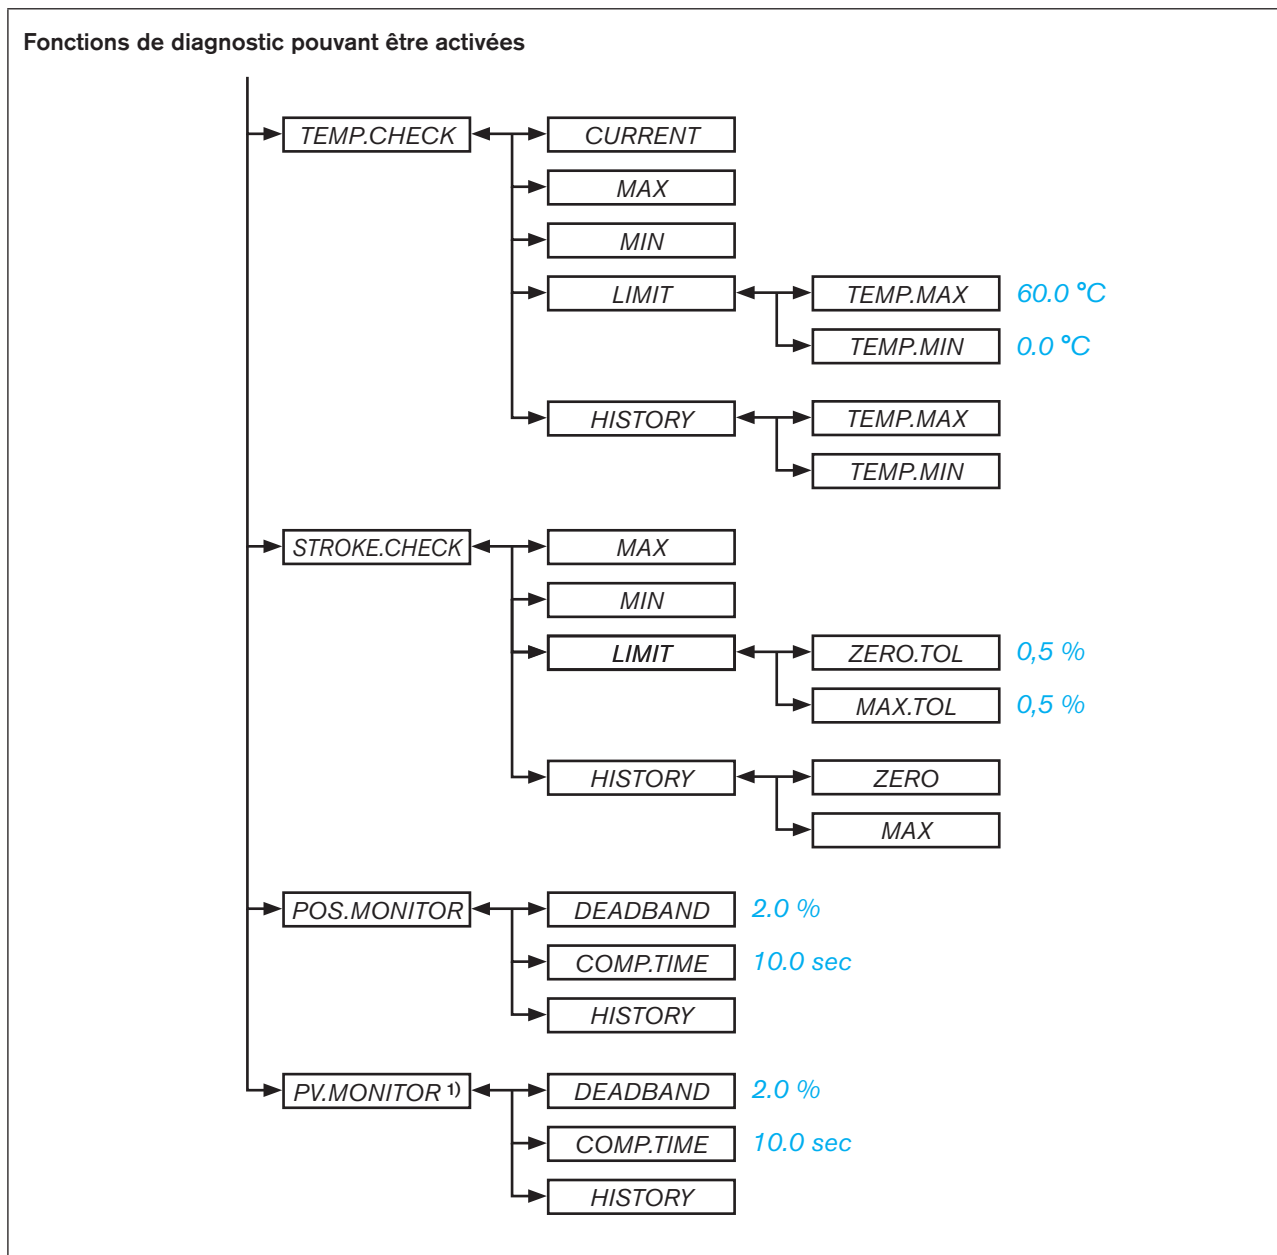 Fonctions de diagnostic pouvant être activées
TEMP.CHECK
CURRENT
MAX
MIN
LIMIT
TEMP.MAX 60.0 °C
TEMP.MIN 0.0 °C
HISTORY
TEMP.MAX
TEMP.MIN
STROKE.CHECK
MAX
MIN
LIMIT
ZERO.TOL 0,5 %
MAX.TOL 0,5 %
HISTORY
ZERO
MAX
POS.MONITOR
DEADBAND 2.0 %
COMP.TIME 10.0 sec
HISTORY
PV.MONITOR 1)
DEADBAND 2.0 %
COMP.TIME 10.0 sec
HISTORY